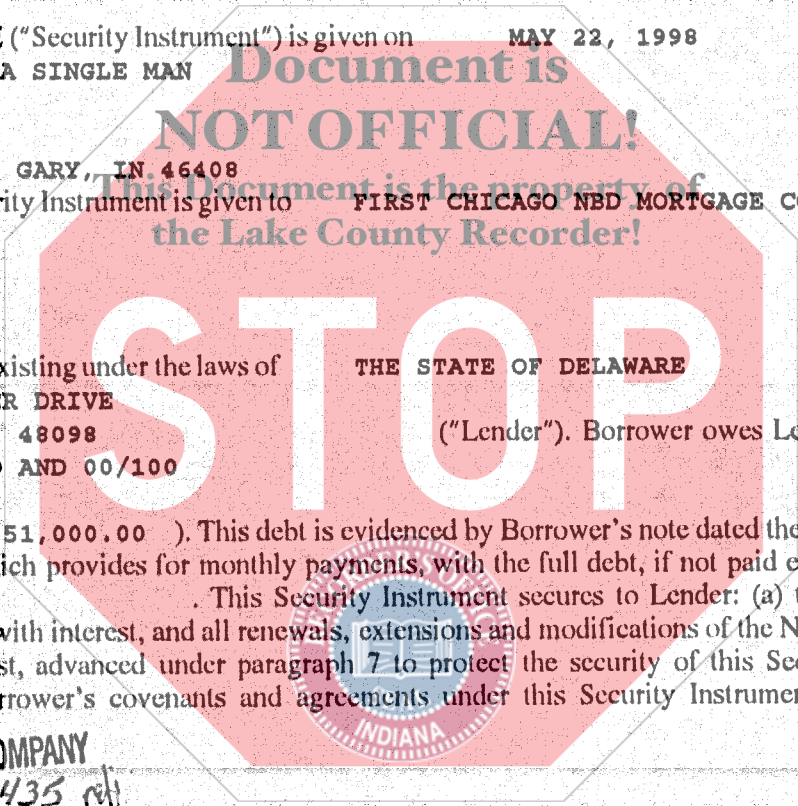 ("Security Instrument") is given on MAY 22, 1998
A SINGLE MAN
Document is
NOT OFFICIAL!
GARY, IN 46408
This Document is the property of
rity Instrument is given to FIRST CHICAGO NBD MORTGAGE CO
the Lake County Recorder!
STOP
xisting under the laws of THE STATE OF DELAWARE
R DRIVE
48098 ("Lender"). Borrower owes Le
AND 00/100
51,000.00 ). This debt is evidenced by Borrower's note dated the
ich provides for monthly payments, with the full debt, if not paid e
. This Security Instrument secures to Lender: (a) t
with interest, and all renewals, extensions and modifications of the N
st, advanced under paragraph 7 to protect the security of this Sec
rrower's covenants and agreements under this Security Instrumen
INDIANA
OMPANY
435